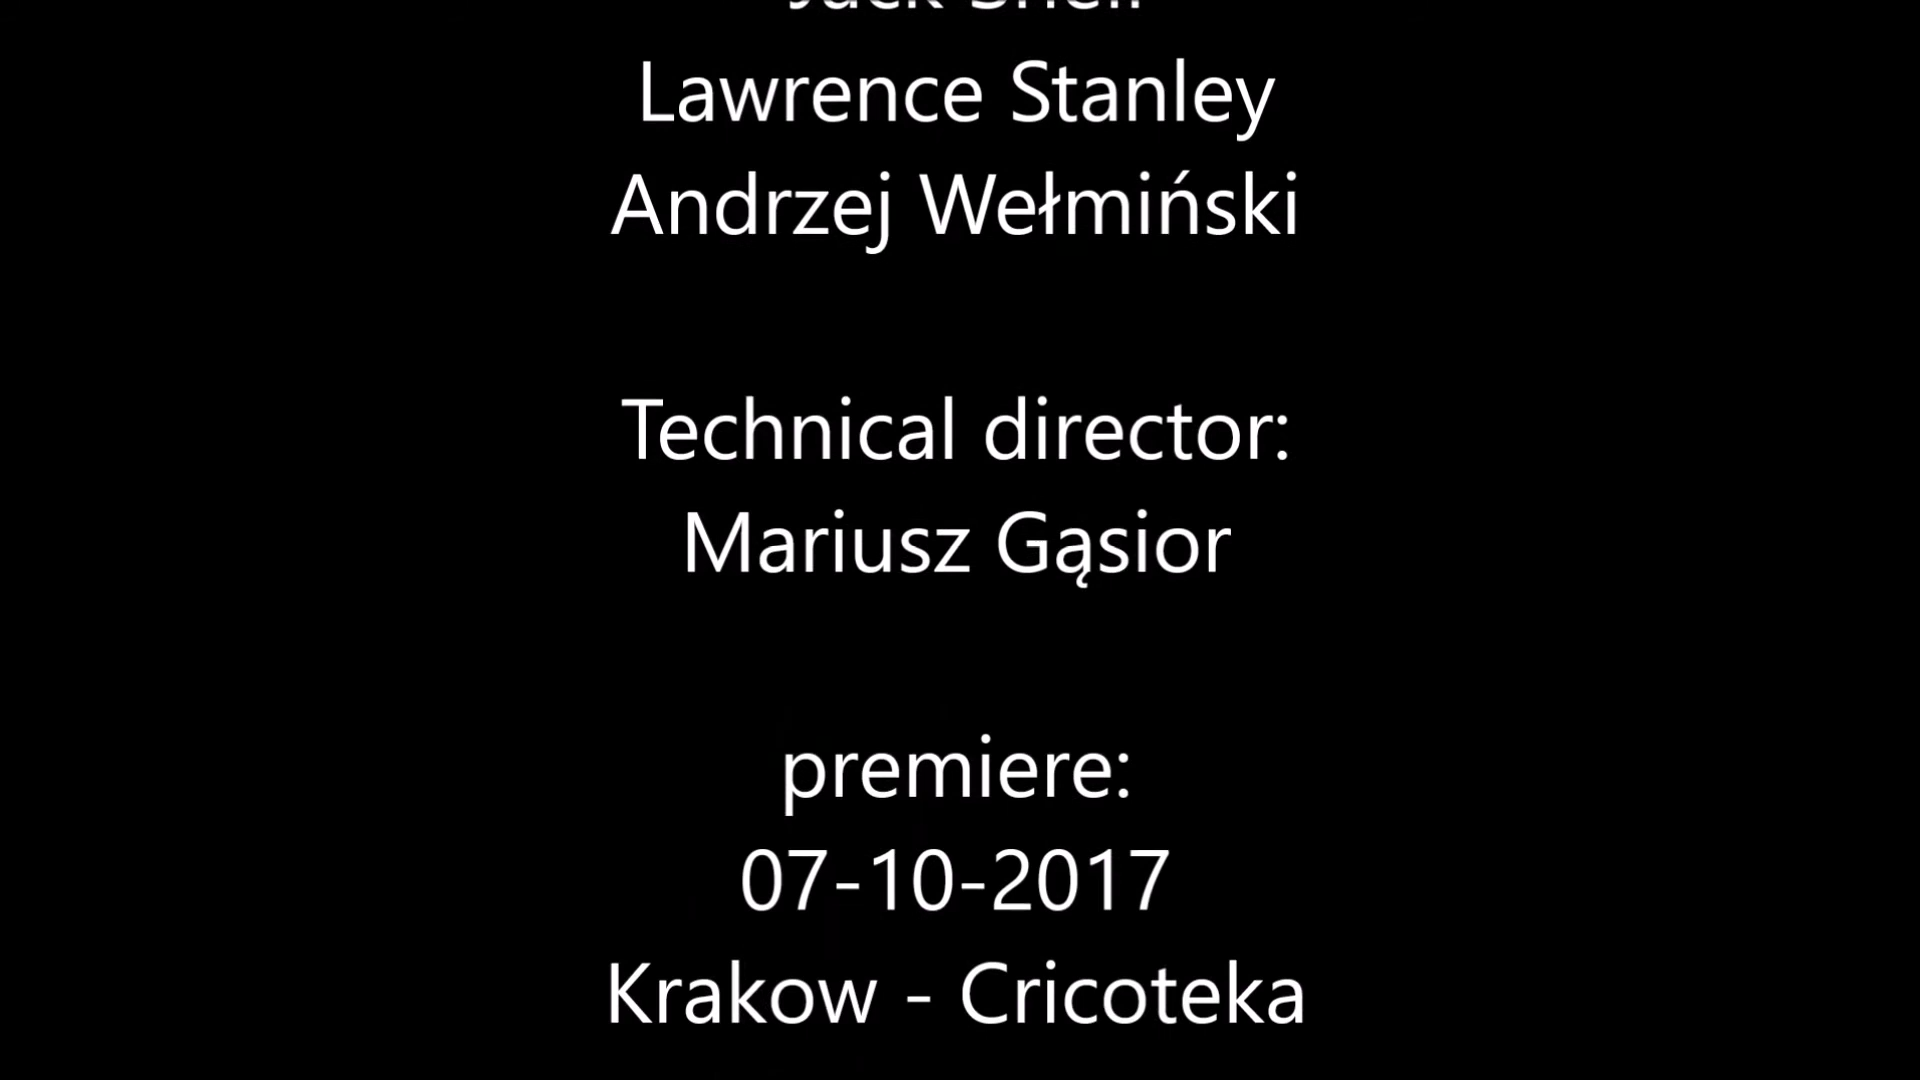 Lawrence Stanley
Andrzej Wełmiński
Technical director:
Mariusz Gąsior
premiere:
07-10-2017
Krakow - Cricoteka